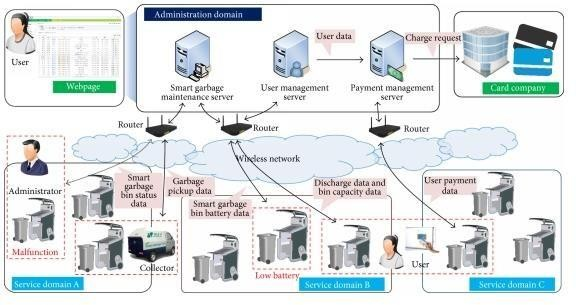 Administration domain
User
Webpage
User data
Charge request
Smart garbage
maintenance server
User management
server
Payment management
server
Card company
Router
Router
Router
Wireless network
Administrator
Malfunction
Smart
garbage
bin status
data
Garbage
pickup data
Smart garbage
bin battery data
Discharge data and
bin capacity data
User payment
data
Collector
Low battery
User
Service domain A
Service domain B
Service domain C